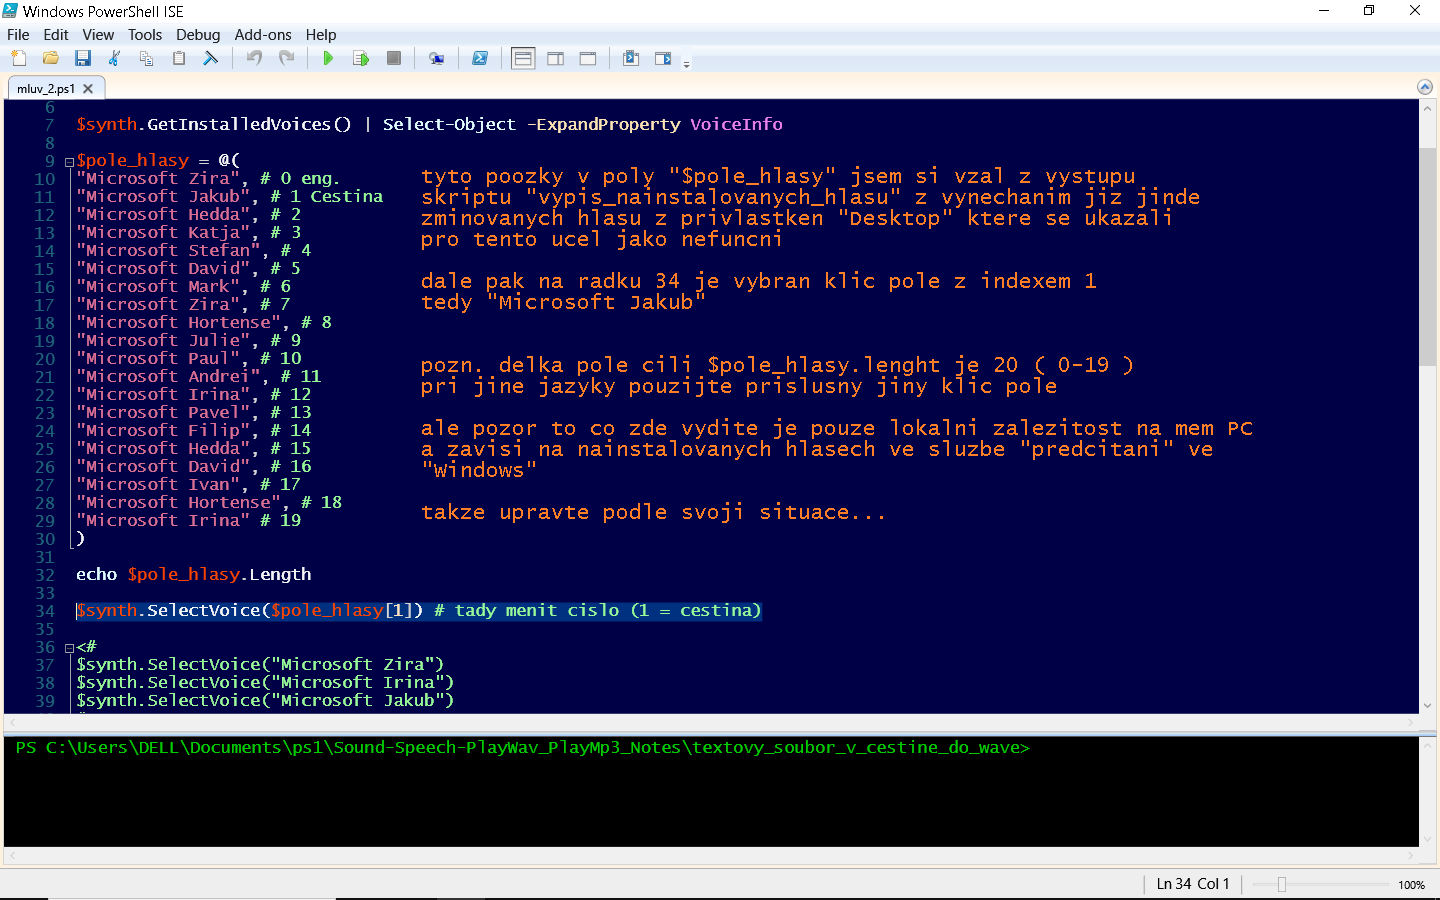 Windows PowerShell ISE
File Edit View Tools Debug Add-ons Help
mluv_2.ps1
6
7 $synth.GetInstalledVoices() | Select-Object -ExpandProperty VoiceInfo
8
9 $pole_hlasy = @(
10 "Microsoft Zira", # 0 eng.
11 "Microsoft Jakub", # 1 Cestina
12 "Microsoft Hedda", # 2
13 "Microsoft Katja", # 3
14 "Microsoft Stefan", # 4
15 "Microsoft David", # 5
16 "Microsoft Mark", # 6
17 "Microsoft Zira", # 7
18 "Microsoft Hortense", # 8
19 "Microsoft Julie", # 9
20 "Microsoft Paul", # 10
21 "Microsoft Andrei", # 11
22 "Microsoft Irina", # 12
23 "Microsoft Pavel", # 13
24 "Microsoft Filip", # 14
25 "Microsoft Hedda", # 15
26 "Microsoft David", # 16
27 "Microsoft Ivan", # 17
28 "Microsoft Hortense", # 18
29 "Microsoft Irina" # 19
30 )
31
32 echo $pole_hlasy.Length
33
34 $synth.SelectVoice($pole_hlasy[1]) # tady menit cislo (1 = cestina)
35
36 <#
37 $synth.SelectVoice("Microsoft Zira")
38 $synth.SelectVoice("Microsoft Irina")
39 $synth.SelectVoice("Microsoft Jakub")
tyto poozky v poly "$pole_hlasy" jsem si vzal z vystupu
skriptu "vypis_nainstalovanych_hlasu" z vynechanim jiz jinde
zminovanych hlasu z privlastken "Desktop" ktere se ukazali
pro tento ucel jako nefuncni
dale pak na radku 34 je vybran klic pole z indexem 1
tedy "Microsoft Jakub"
pozn. delka pole cili $pole_hlasy.lenght je 20 ( 0-19 )
pri jine jazyky pouzijte prislusny jiny klic pole
ale pozor to co zde vydite je pouze lokalni zalezitost na mem PC
a zavisi na nainstalovanych hlasech ve sluzbe "predcitani" ve
"Windows"
takze upravte podle svoji situace...
PS C:\Users\DELL\Documents\ps1\Sound-Speech-PlayWav_PlayMp3_Notes\textovy_soubor_v_cestine_do_wave>
Ln 34 Col 1 100%